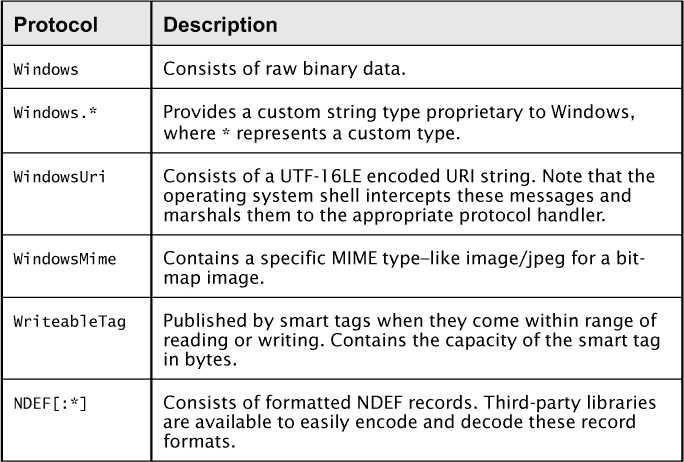 Protocol Description
Windows Consists of raw binary data.
Windows.* Provides a custom string type proprietary to Windows,
where * represents a custom type.
WindowsUri Consists of a UTF-16LE encoded URI string. Note that the
operating system shell intercepts these messages and
marshals them to the appropriate protocol handler.
WindowsMime Contains a specific MIME type–like image/jpeg for a bit-
map image.
WriteableTag Published by smart tags when they come within range of
reading or writing. Contains the capacity of the smart tag
in bytes.
NDEF[:*] Consists of formatted NDEF records. Third-party libraries
are available to easily encode and decode these record
formats.